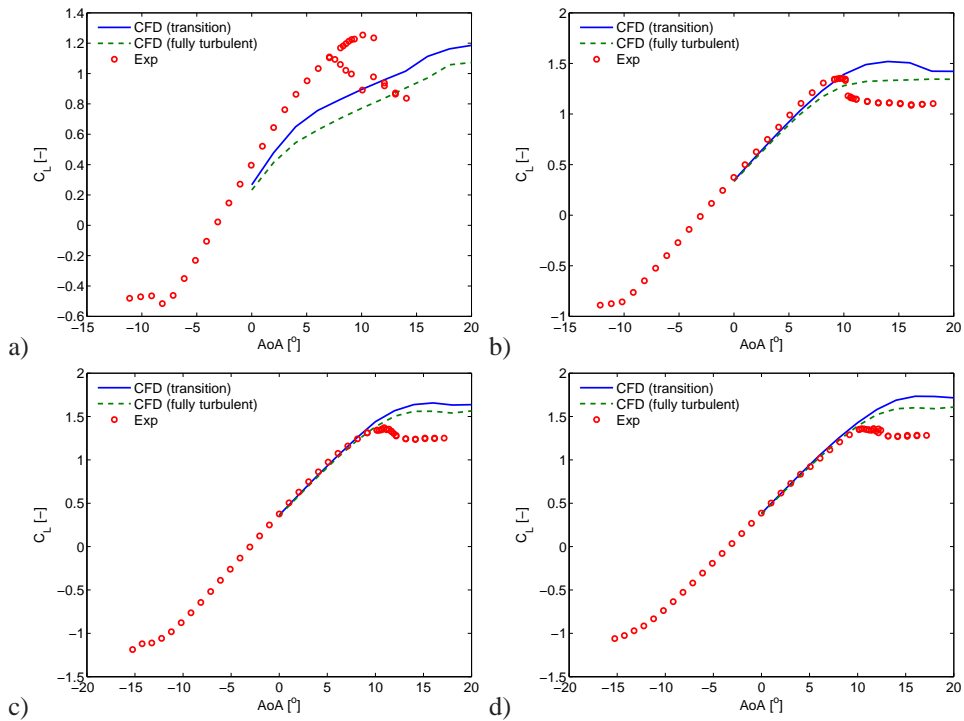 CFD (transition)
CFD (fully turbulent)
Exp
1.4
1.2
1
0.8
0.6
0.4
0.2
0
−0.2
−0.4
−0.6
C_L [−]
−15 −10 −5 0 5 10 15 20
AoA [°]
a)
CFD (transition)
CFD (fully turbulent)
Exp
2
1.5
1
0.5
0
−0.5
−1
C_L [−]
−15 −10 −5 0 5 10 15 20
AoA [°]
b)
CFD (transition)
CFD (fully turbulent)
Exp
2
1.5
1
0.5
0
−0.5
−1
−1.5
C_L [−]
−20 −15 −10 −5 0 5 10 15 20
AoA [°]
c)
CFD (transition)
CFD (fully turbulent)
Exp
2
1.5
1
0.5
0
−0.5
−1
−1.5
C_L [−]
−20 −15 −10 −5 0 5 10 15 20
AoA [°]
d)